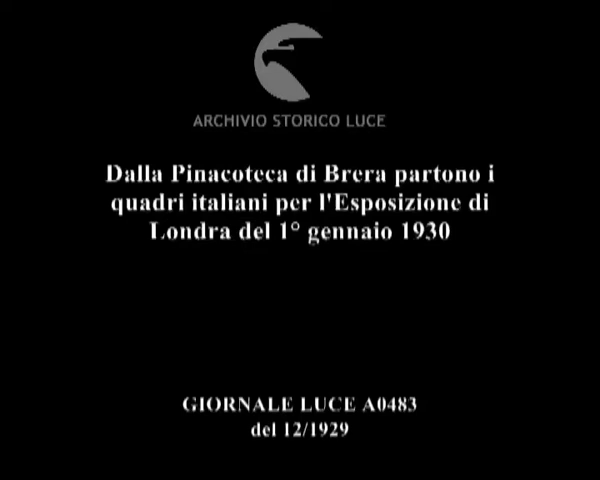 ARCHIVIO STORICO LUCE
Dalla Pinacoteca di Brera partono i
quadri italiani per l'Esposizione di
Londra del 1° gennaio 1930
GIORNALE LUCE A0483
del 12/1929